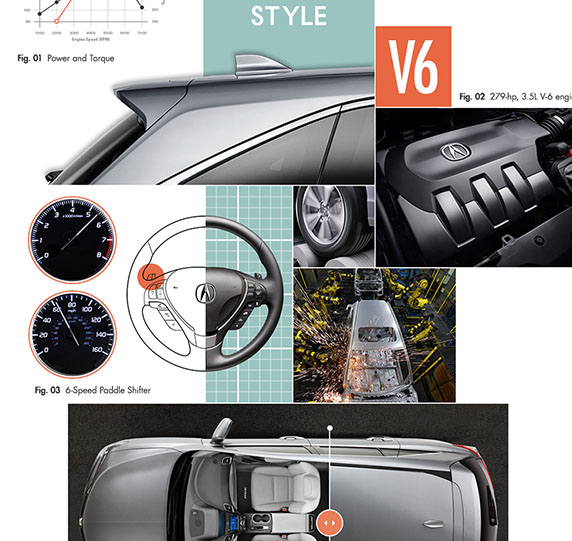 STYLE
1000 2000 3000 4000 5000 6000 7100
Engine Speed (RPM)
Fig. 01 Power and Torque
V6
Fig. 02 279-hp, 3.5L V-6 engi
0 1 2 3 4 5 6 7 8
x1000r/min
0 20 40 60 80 100 120 140 160
mph
Fig. 03 6-Speed Paddle Shifter